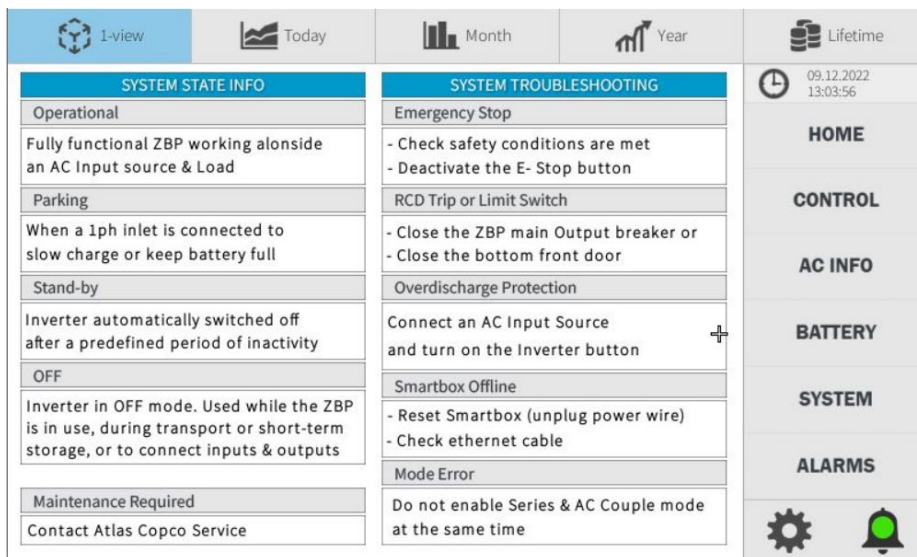 1-view
Today
Month
Year
Lifetime
SYSTEM STATE INFO
Operational
Fully functional ZBP working alonside
an AC Input source & Load
Parking
When a 1ph inlet is connected to
slow charge or keep battery full
Stand-by
Inverter automatically switched off
after a predefined period of inactivity
OFF
Inverter in OFF mode. Used while the ZBP
is in use, during transport or short-term
storage, or to connect inputs & outputs
Maintenance Required
Contact Atlas Copco Service
SYSTEM TROUBLESHOOTING
Emergency Stop
- Check safety conditions are met
- Deactivate the E- Stop button
RCD Trip or Limit Switch
- Close the ZBP main Output breaker or
- Close the bottom front door
Overdischarge Protection
Connect an AC Input Source
and turn on the Inverter button
Smartbox Offline
- Reset Smartbox (unplug power wire)
- Check ethernet cable
Mode Error
Do not enable Series & AC Couple mode
at the same time
09.12.2022
13:03:56
HOME
CONTROL
AC INFO
BATTERY
SYSTEM
ALARMS